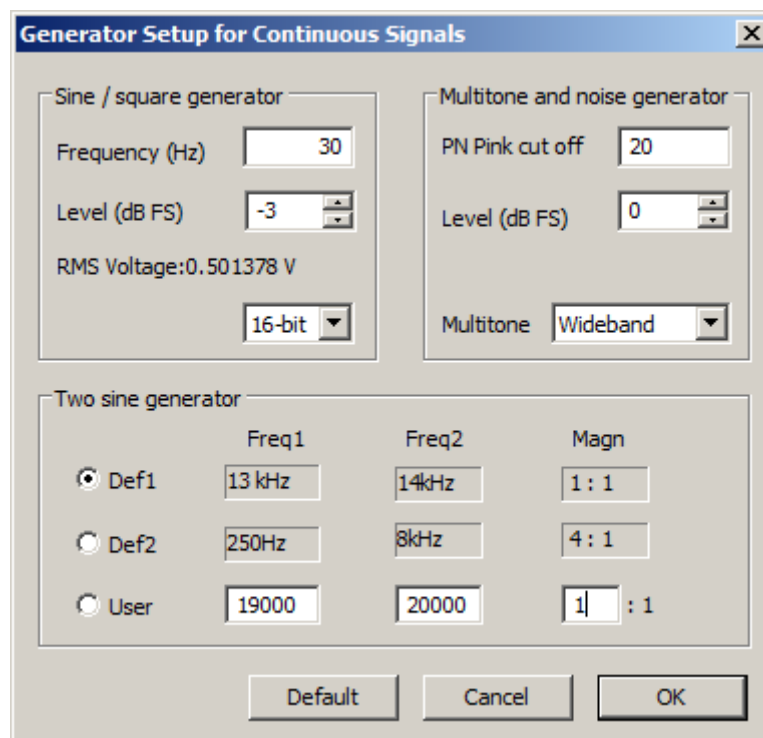 Generator Setup for Continuous Signals
Sine / square generator
Frequency (Hz) 30
Level (dB FS) -3
RMS Voltage:0.501378 V
16-bit
Multitone and noise generator
PN Pink cut off 20
Level (dB FS) 0
Multitone Wideband
Two sine generator
Freq1 Freq2 Magn
Def1 13 kHz 14kHz 1 : 1
Def2 250Hz 8kHz 4 : 1
User 19000 20000 1 : 1
Default Cancel OK